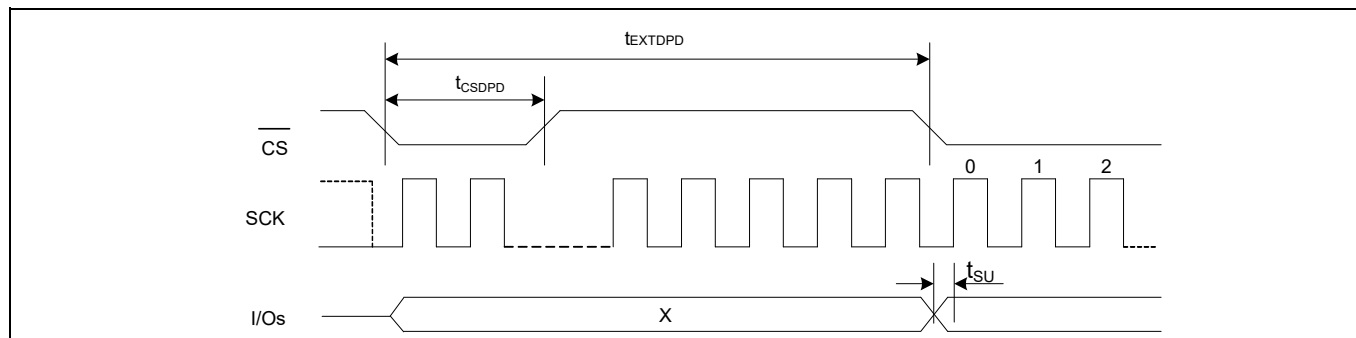 tEXTDPD
tCSDPD
CS
0 1 2
SCK
tSU
I/Os X